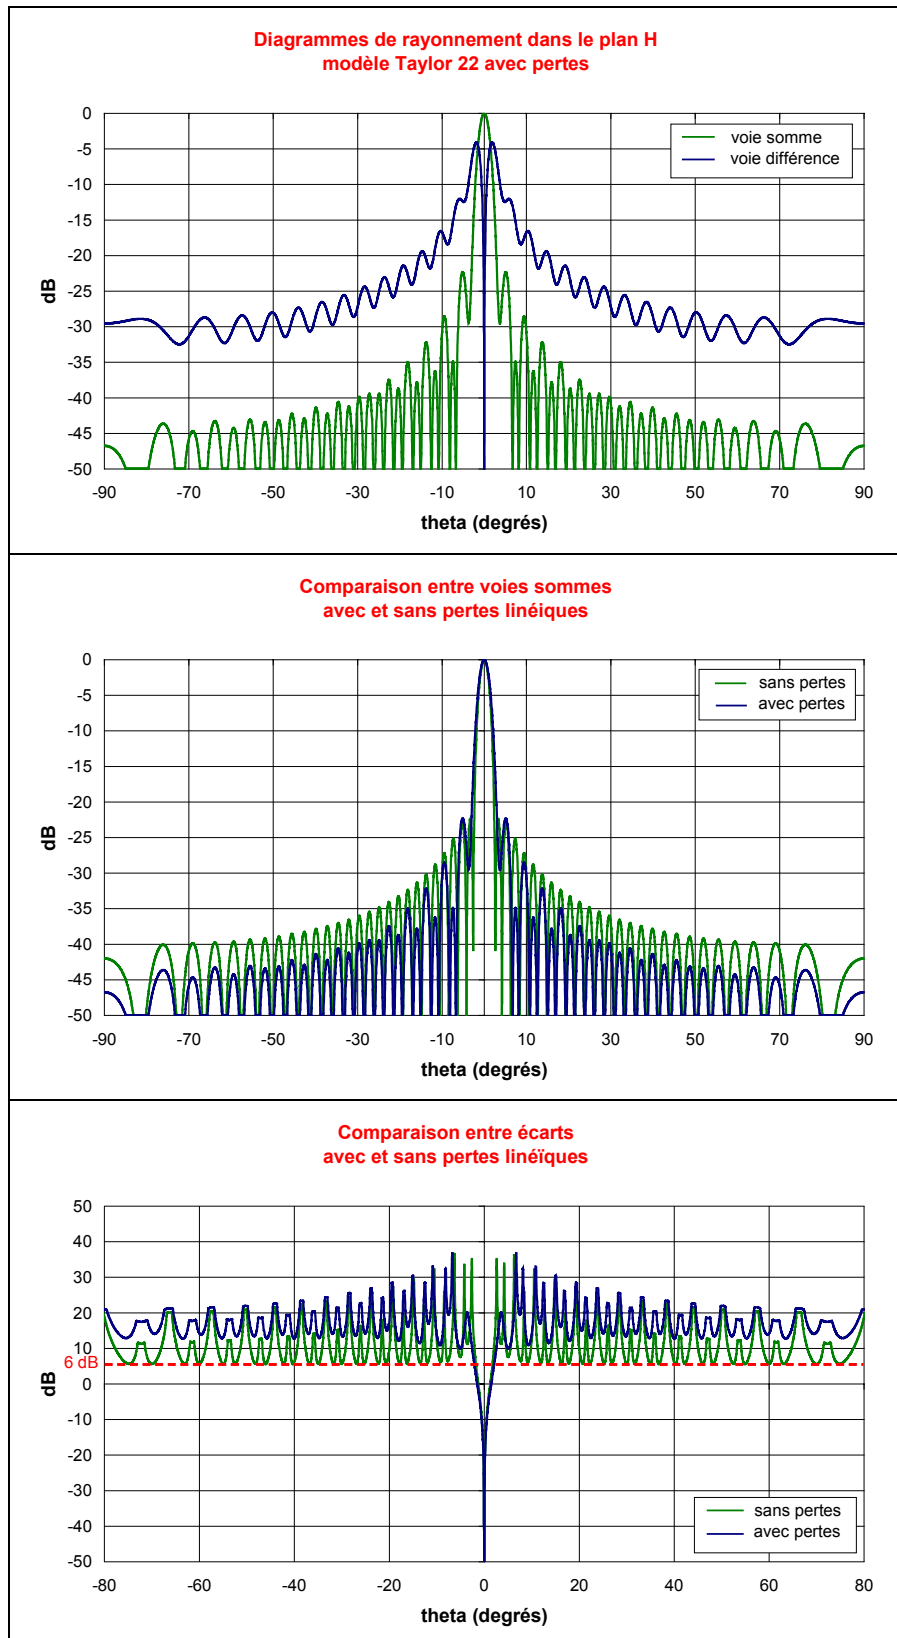 Diagrammes de rayonnement dans le plan H
modèle Taylor 22 avec pertes
0
-5
-10
-15
-20
-25
-30
-35
-40
-45
-50
dB
voie somme
voie différence
-90 -70 -50 -30 -10 10 30 50 70 90
theta (degrés)
Comparaison entre voies sommes
avec et sans pertes linéiques
0
-5
-10
-15
-20
-25
-30
-35
-40
-45
-50
dB
sans pertes
avec pertes
-90 -70 -50 -30 -10 10 30 50 70 90
theta (degrés)
Comparaison entre écarts
avec et sans pertes linéïques
50
40
30
20
10
6 dB
0
-10
-20
-30
-40
-50
dB
sans pertes
avec pertes
-80 -60 -40 -20 0 20 40 60 80
theta (degrés)